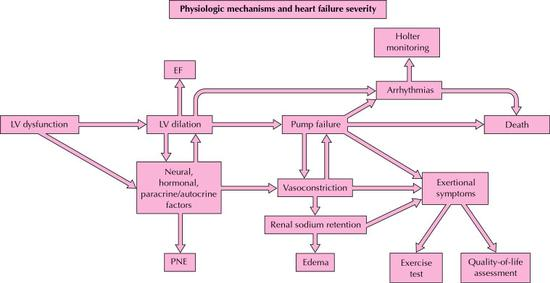 Physiologic mechanisms and heart failure severity
Holter
monitoring
EF
Arrhythmias
LV dysfunction
LV dilation
Pump failure
Death
Neural,
hormonal,
paracrine/autocrine
factors
Vasoconstriction
Exertional
symptoms
Renal sodium retention
PNE
Edema
Exercise
test
Quality-of-life
assessment